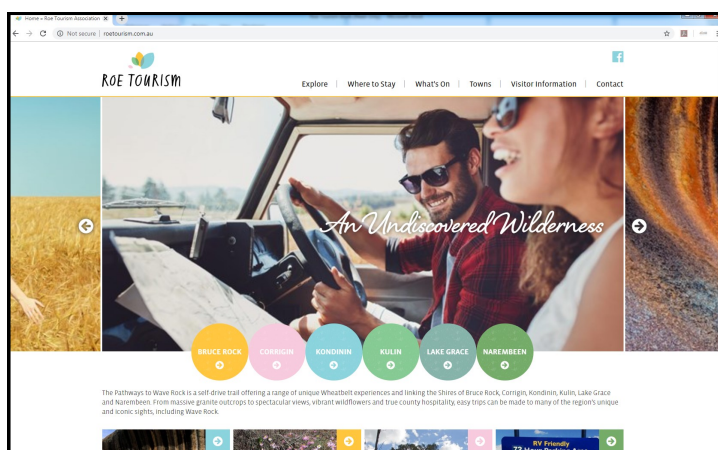 Home » Roe Tourism Association
Not secure | roetourism.com.au
ROE TOURISM
Explore | Where to Stay | What's On | Towns | Visitor Information | Contact
An Undiscovered Wilderness
BRUCE ROCK CORRIGIN KONDININ KULIN LAKE GRACE NAREMBEEN
The Pathways to Wave Rock is a self-drive trail offering a range of unique Wheatbelt experiences and linking the Shires of Bruce Rock, Corrigin, Kondinin, Kulin, Lake Grace
and Narembeen. From massive granite outcrops to spectacular views, vibrant wildflowers and true county hospitality, easy trips can be made to many of the region's unique
and iconic sights, including Wave Rock.
RV Friendly
72 Hour Parking Area